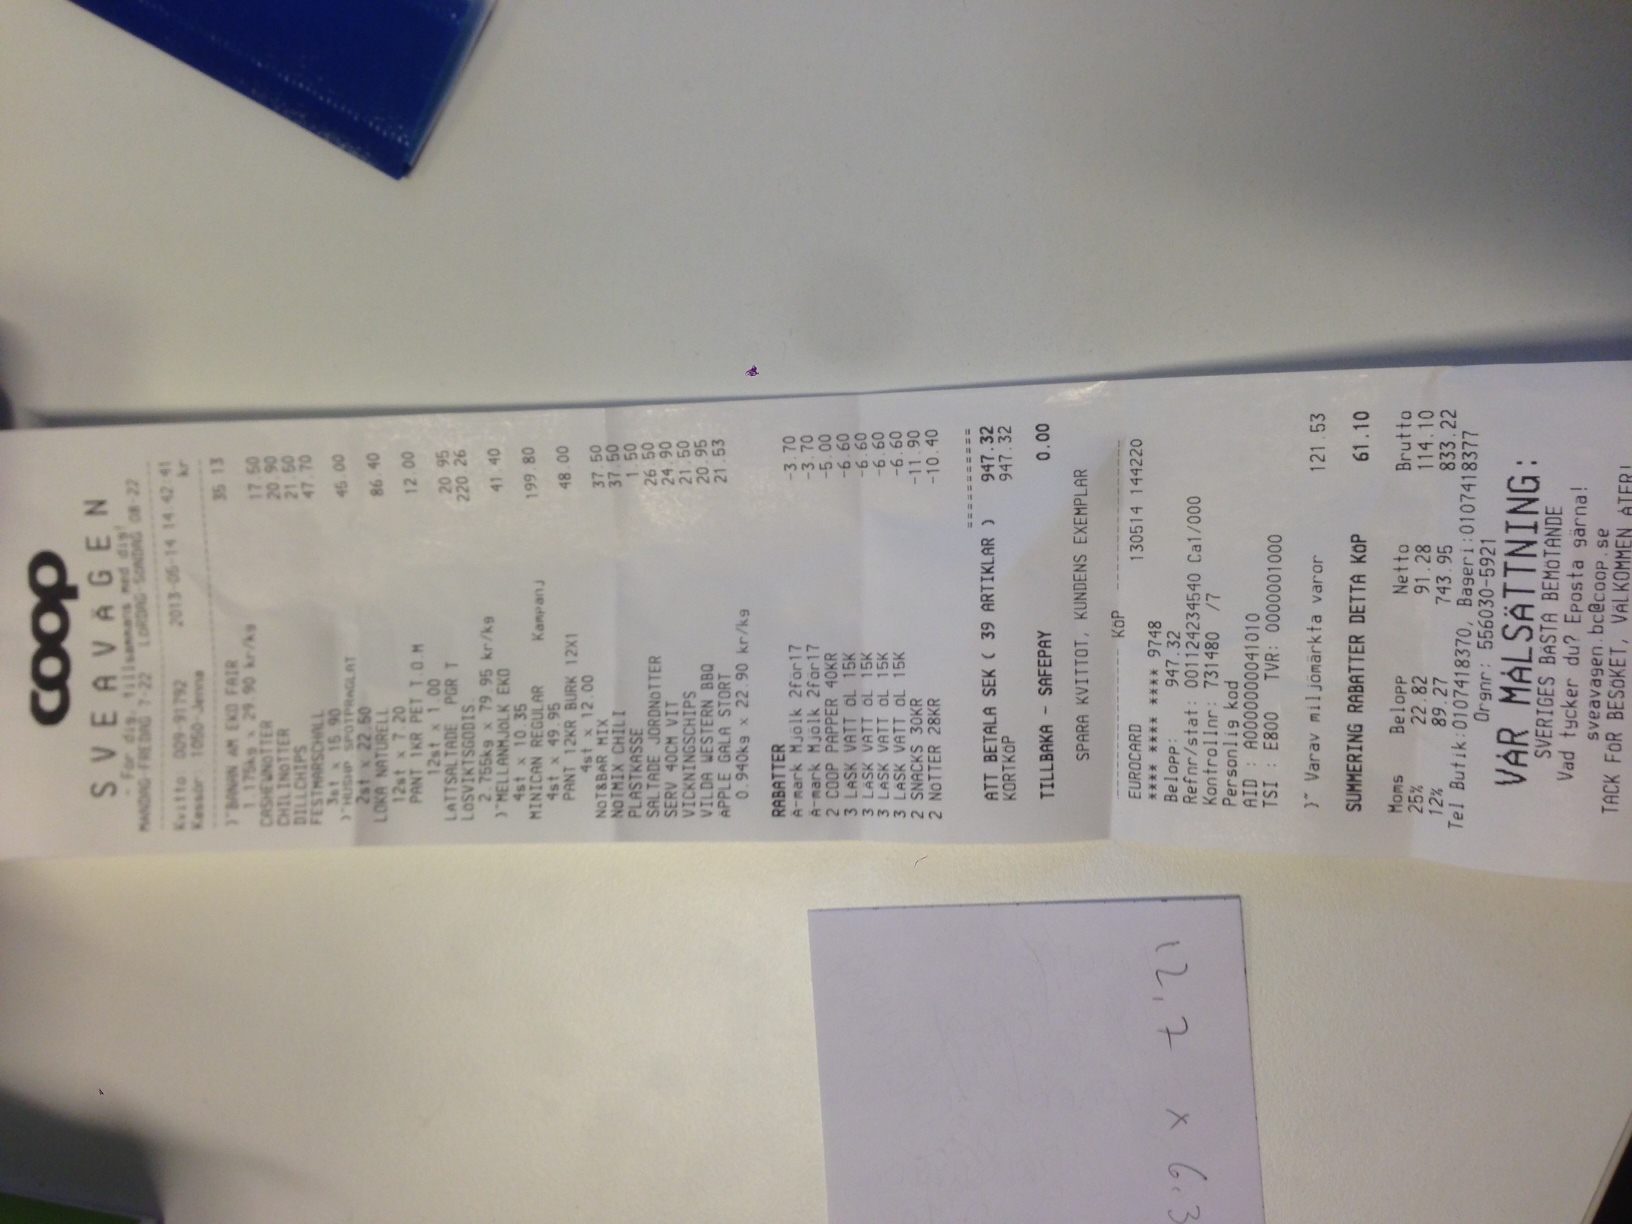 coop
SVEAVÄGEN
- För dig, tillsammans med dig!
MÅNDAG-FREDAG 7-22 LÖRDAG-SÖNDAG 08-22
Kvitto: 009-91792 2013-05-14 14:42:41
Kassör: 1050-Jenna kr
}~BANAN AM EKO FAIR 35.13
1.175kg x 29.90 kr/kg
CASHEWNöTTER 17.50
CHILINöTTER 20.90
DILLCHIPS 21.50
FESTMARSCHALL 47.70
3st x 15.90
}~HUSHP.SPOTPRäGLAT 45.00
2st x 22.50
LOKA NATURELL 86.40
12st x 7.20
PANT 1KR PET T.O.M 12.00
12st x 1.00
LäTTSALTADE PGR T 20.95
LöSVIKTSGODIS 220.26
2.755kg x 79.95 kr/kg
}~MELLANMJöLK EKO 41.40
4st x 10.35
MINICAN REGULAR Kampanj 199.80
4st x 49.95
PANT 12KR BURK 12X1 48.00
4st x 12.00
NöT&BäR MIX 37.50
NöTMIX CHILI 37.50
PLASTKASSE 1.50
SALTADE JORDNöTTER 26.50
SERV 40CM VIT 24.90
VICKNINGSCHIPS 21.50
VILDA WESTERN BBQ 20.95
äPPLE GALA STORT 21.53
0.940kg x 22.90 kr/kg
RABATTER
Ä-märk Mjölk 2för17 -3.70
Ä-märk Mjölk 2för17 -3.70
2 COOP PAPPER 40KR -5.00
3 LäSK VATT öL 15K -6.60
3 LäSK VATT öL 15K -6.60
3 LäSK VATT öL 15K -6.60
3 LäSK VATT öL 15K -6.60
2 SNACKS 30KR -11.90
2 NöTTER 28KR -10.40
===========
ATT BETALA SEK ( 39 ARTIKLAR ) 947.32
KORTKöP 947.32
TILLBAKA - SAFEPAY 0.00
SPARA KVITTOT, KUNDENS EXEMPLAR
KöP
EUROCARD 130514 144220
**** **** **** 9748
Belopp: 947.32
Refnr/stat: 001124234540 Ca1/000
Kontrollnr: 731480 /7
Personlig kod
AID : A0000000041010
TSI : E800 TVR: 0000001000
}~ Varav miljömärkta varor 121.53
SUMMERING RABATTER DETTA KöP 61.10
Moms Belopp Netto Brutto
25% 22.82 91.28 114.10
12% 89.27 743.95 833.22
Tel Butik:0107418370, Bageri:0107418377
Orgnr: 556030-5921
VÅR MÅLSÄTTNING:
SVERIGES BÄSTA BEMÖTANDE
Vad tycker du? Eposta gärna!
sveavagen.bc@coop.se
TACK FÖR BESÖKET, VÄLKOMMEN ÅTER!
12,7 x 6,3